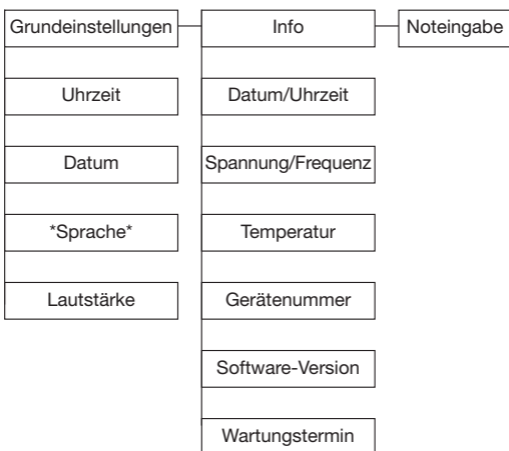 Grundeinstellungen
Info
Noteingabe
Uhrzeit
Datum/Uhrzeit
Datum
Spannung/Frequenz
*Sprache*
Temperatur
Lautstärke
Gerätenummer
Software-Version
Wartungstermin